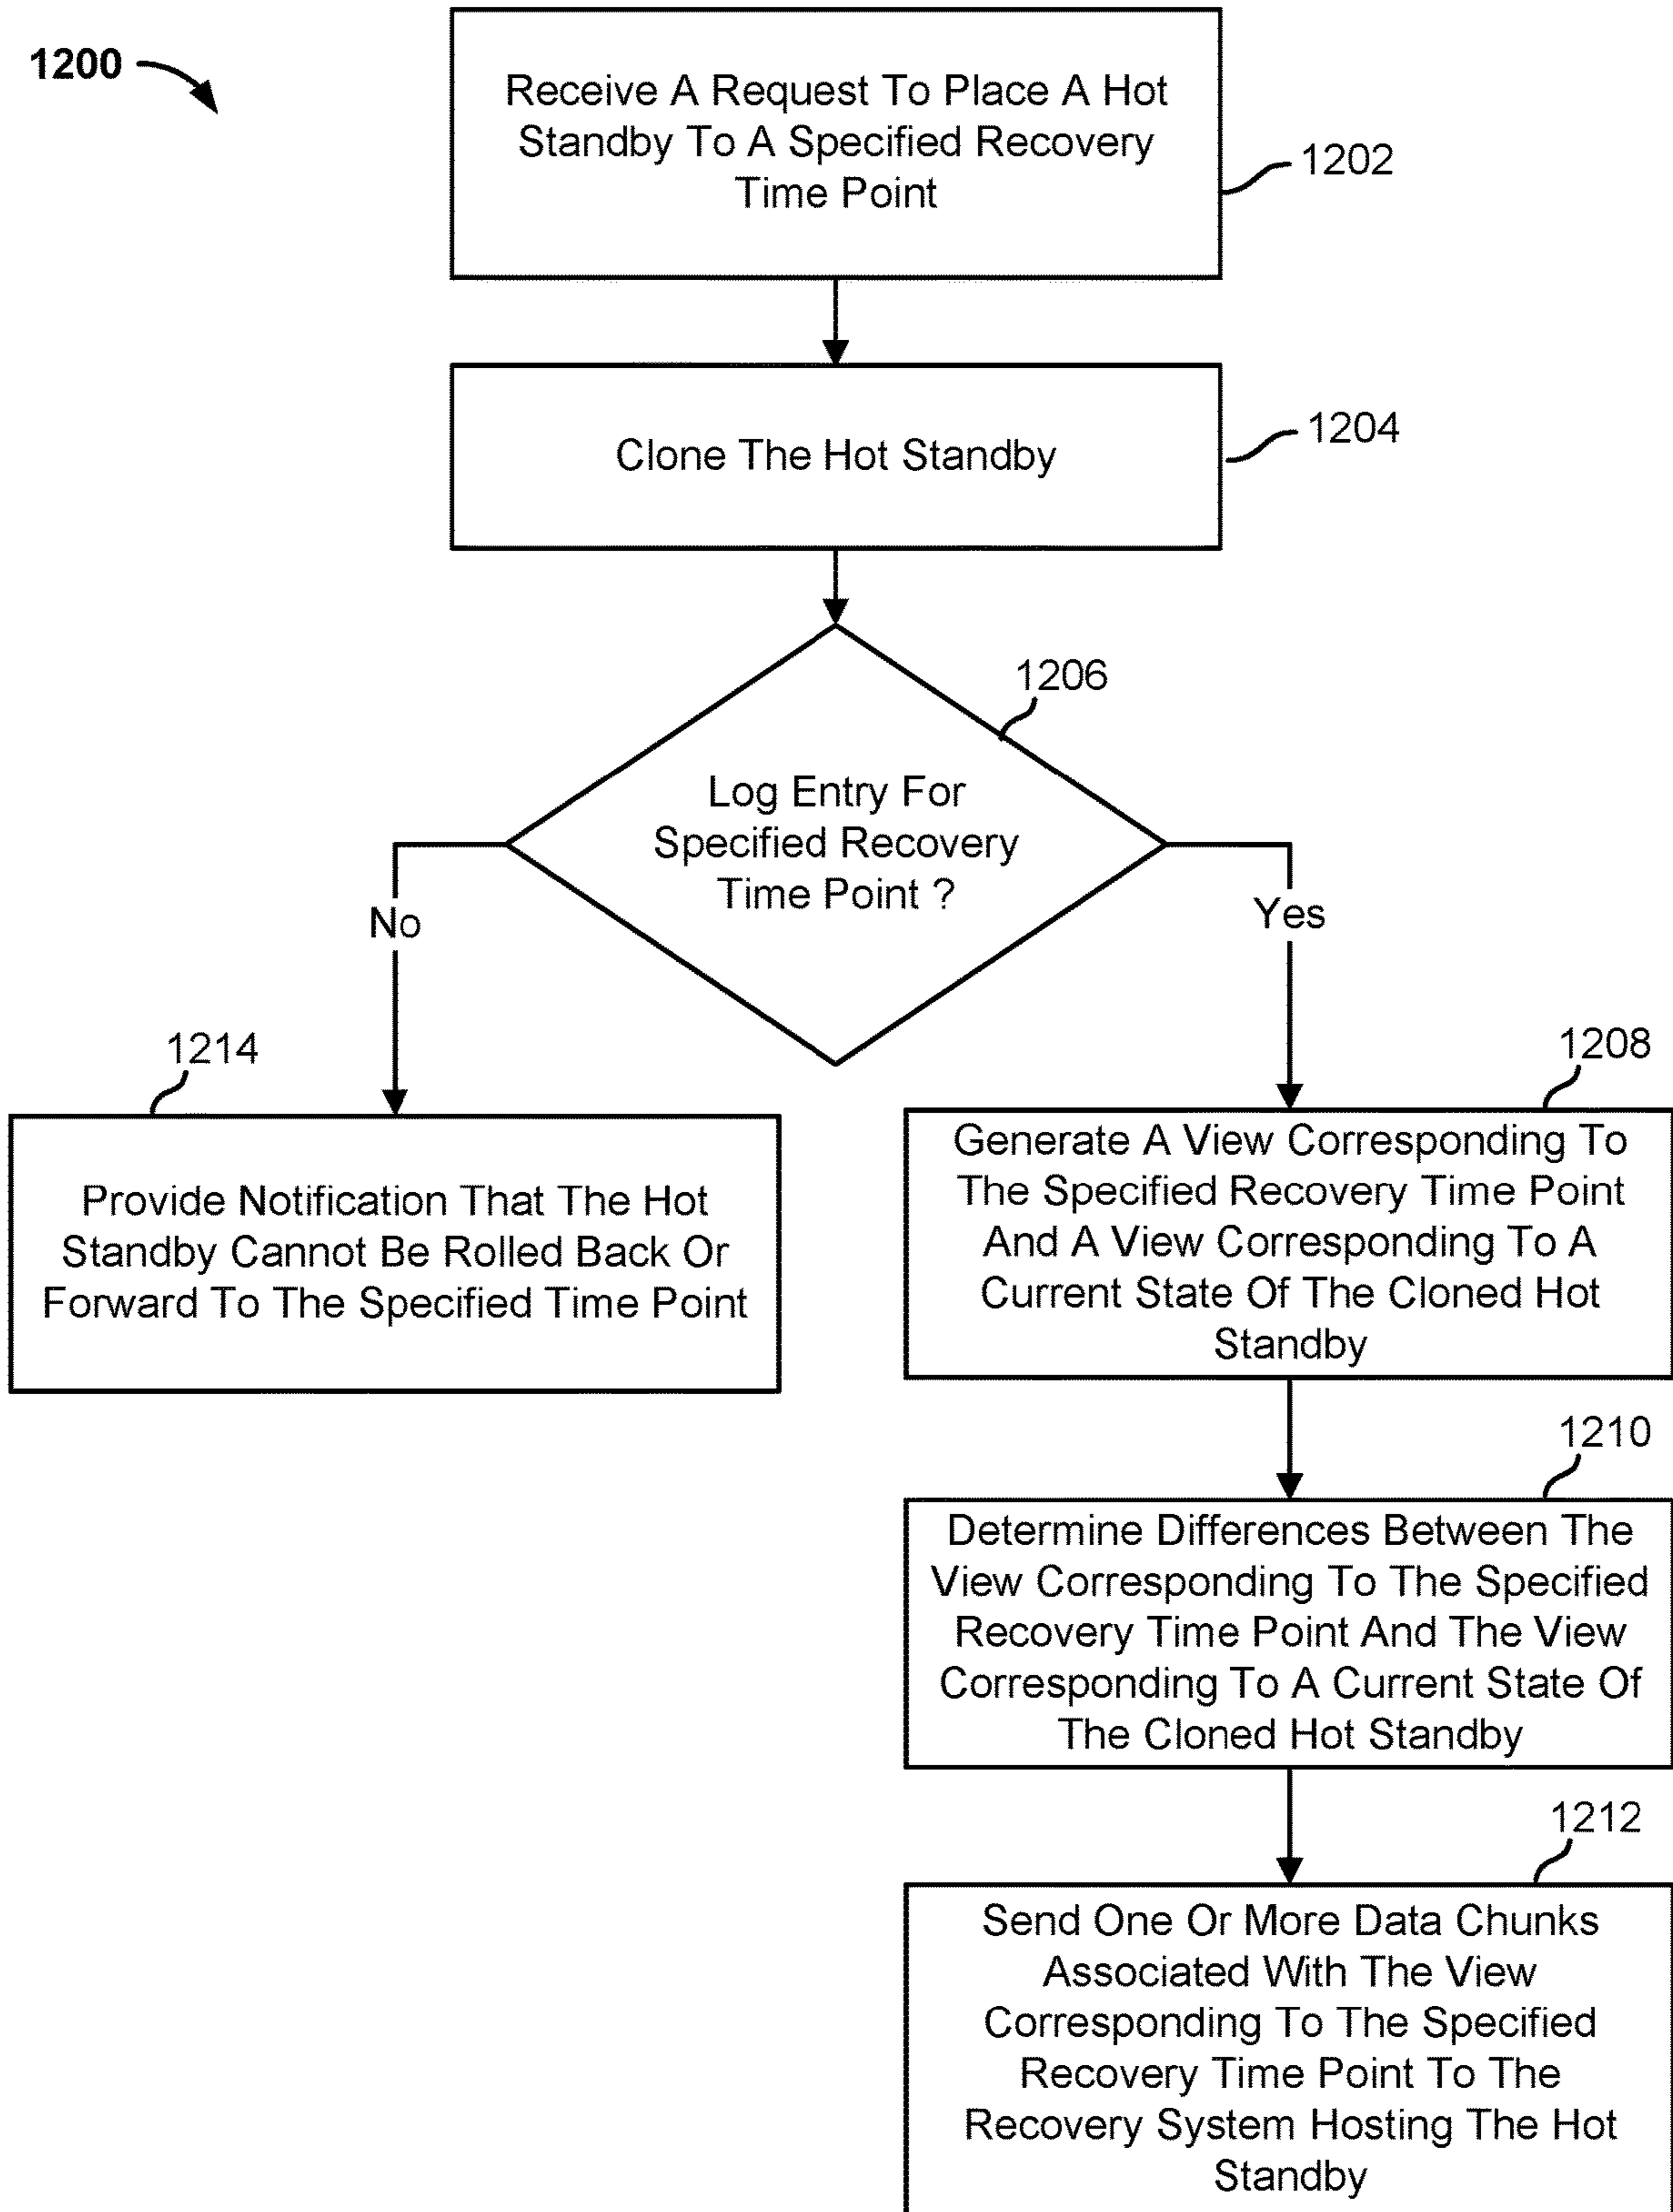 1200
Receive A Request To Place A Hot
Standby To A Specified Recovery
Time Point
1202
Clone The Hot Standby
1204
1206
Log Entry For
Specified Recovery
Time Point ?
No
Yes
1214
Provide Notification That The Hot
Standby Cannot Be Rolled Back Or
Forward To The Specified Time Point
1208
Generate A View Corresponding To
The Specified Recovery Time Point
And A View Corresponding To A
Current State Of The Cloned Hot
Standby
1210
Determine Differences Between The
View Corresponding To The Specified
Recovery Time Point And The View
Corresponding To A Current State Of
The Cloned Hot Standby
1212
Send One Or More Data Chunks
Associated With The View
Corresponding To The Specified
Recovery Time Point To The
Recovery System Hosting The Hot
Standby